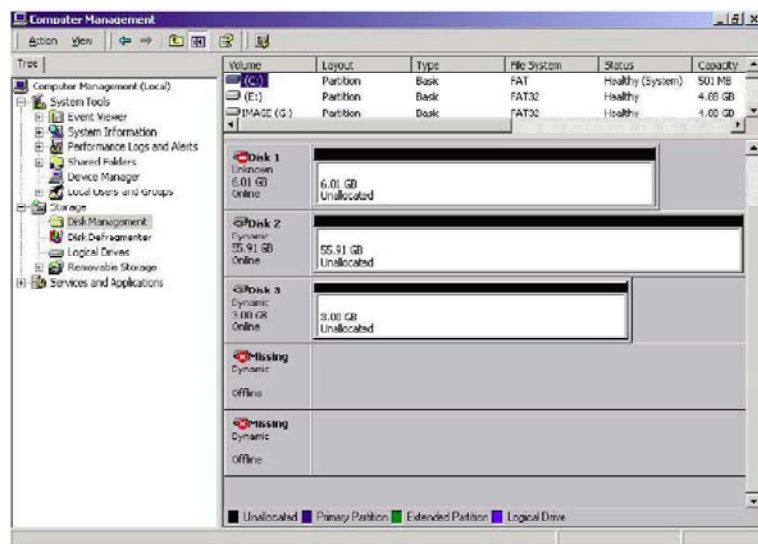 Computer Management
Action View
Tree
Computer Management (Local)
System Tools
Event Viewer
System Information
Performance Logs and Alerts
Shared Folders
Device Manager
Local Users and Groups
Storage
Disk Management
Disk Defragmenter
Logical Drives
Removable Storage
Services and Applications
Volume Layout Type File System Status Capacity
(C:) Partition Basic FAT Healthy (System) 501 MB
(E:) Partition Basic FAT32 Healthy 4.88 GB
IMAGE (G:) Partition Basic FAT32 Healthy GB
Disk 1
Unknown
6.01 GB
Online
6.01 GB
Unallocated
Disk 2
Dynamic
55.91 GB
Online
55.91 GB
Unallocated
Disk 3
Dynamic
3.00 GB
Online
3.00 GB
Unallocated
Missing
Dynamic
Offline
Missing
Dynamic
Offline
Unallocated Primary Partition Extended Partition Logical Drive